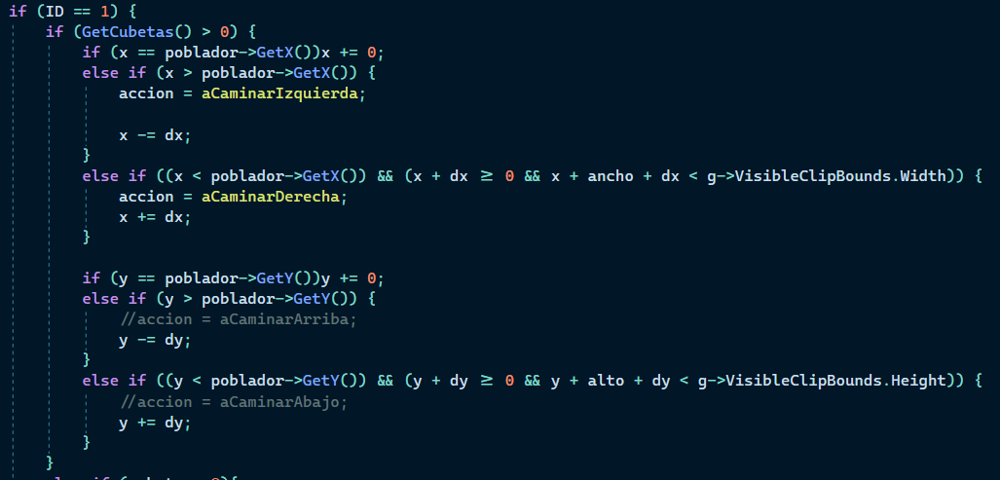 if (ID == 1) {
if (GetCubetas() > 0) {
if (x == poblador->GetX())x += 0;
else if (x > poblador->GetX()) {
accion = aCaminarIzquierda;
x -= dx;
}
else if ((x < poblador->GetX()) && (x + dx ≥ 0 && x + ancho + dx < g->VisibleClipBounds.Width)) {
accion = aCaminarDerecha;
x += dx;
}
if (y == poblador->GetY())y += 0;
else if (y > poblador->GetY()) {
//accion = aCaminarArriba;
y -= dy;
}
else if ((y < poblador->GetY()) && (y + dy ≥ 0 && y + alto + dy < g->VisibleClipBounds.Height)) {
//accion = aCaminarAbajo;
y += dy;
}
}